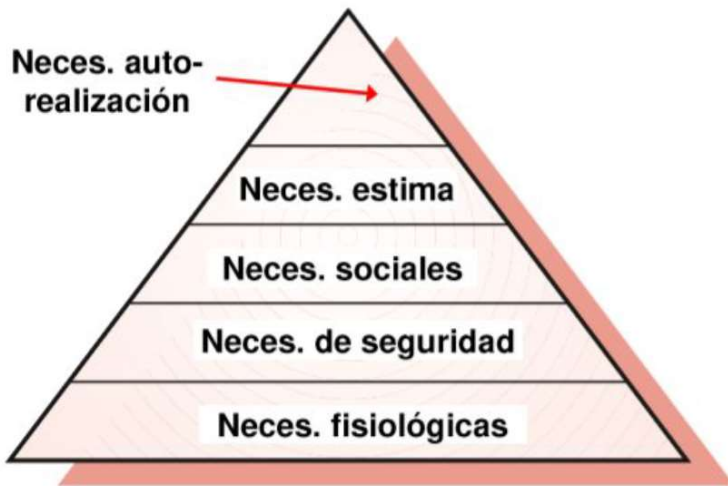 Neces. auto-
realización
Neces. estima
Neces. sociales
Neces. de seguridad
Neces. fisiológicas